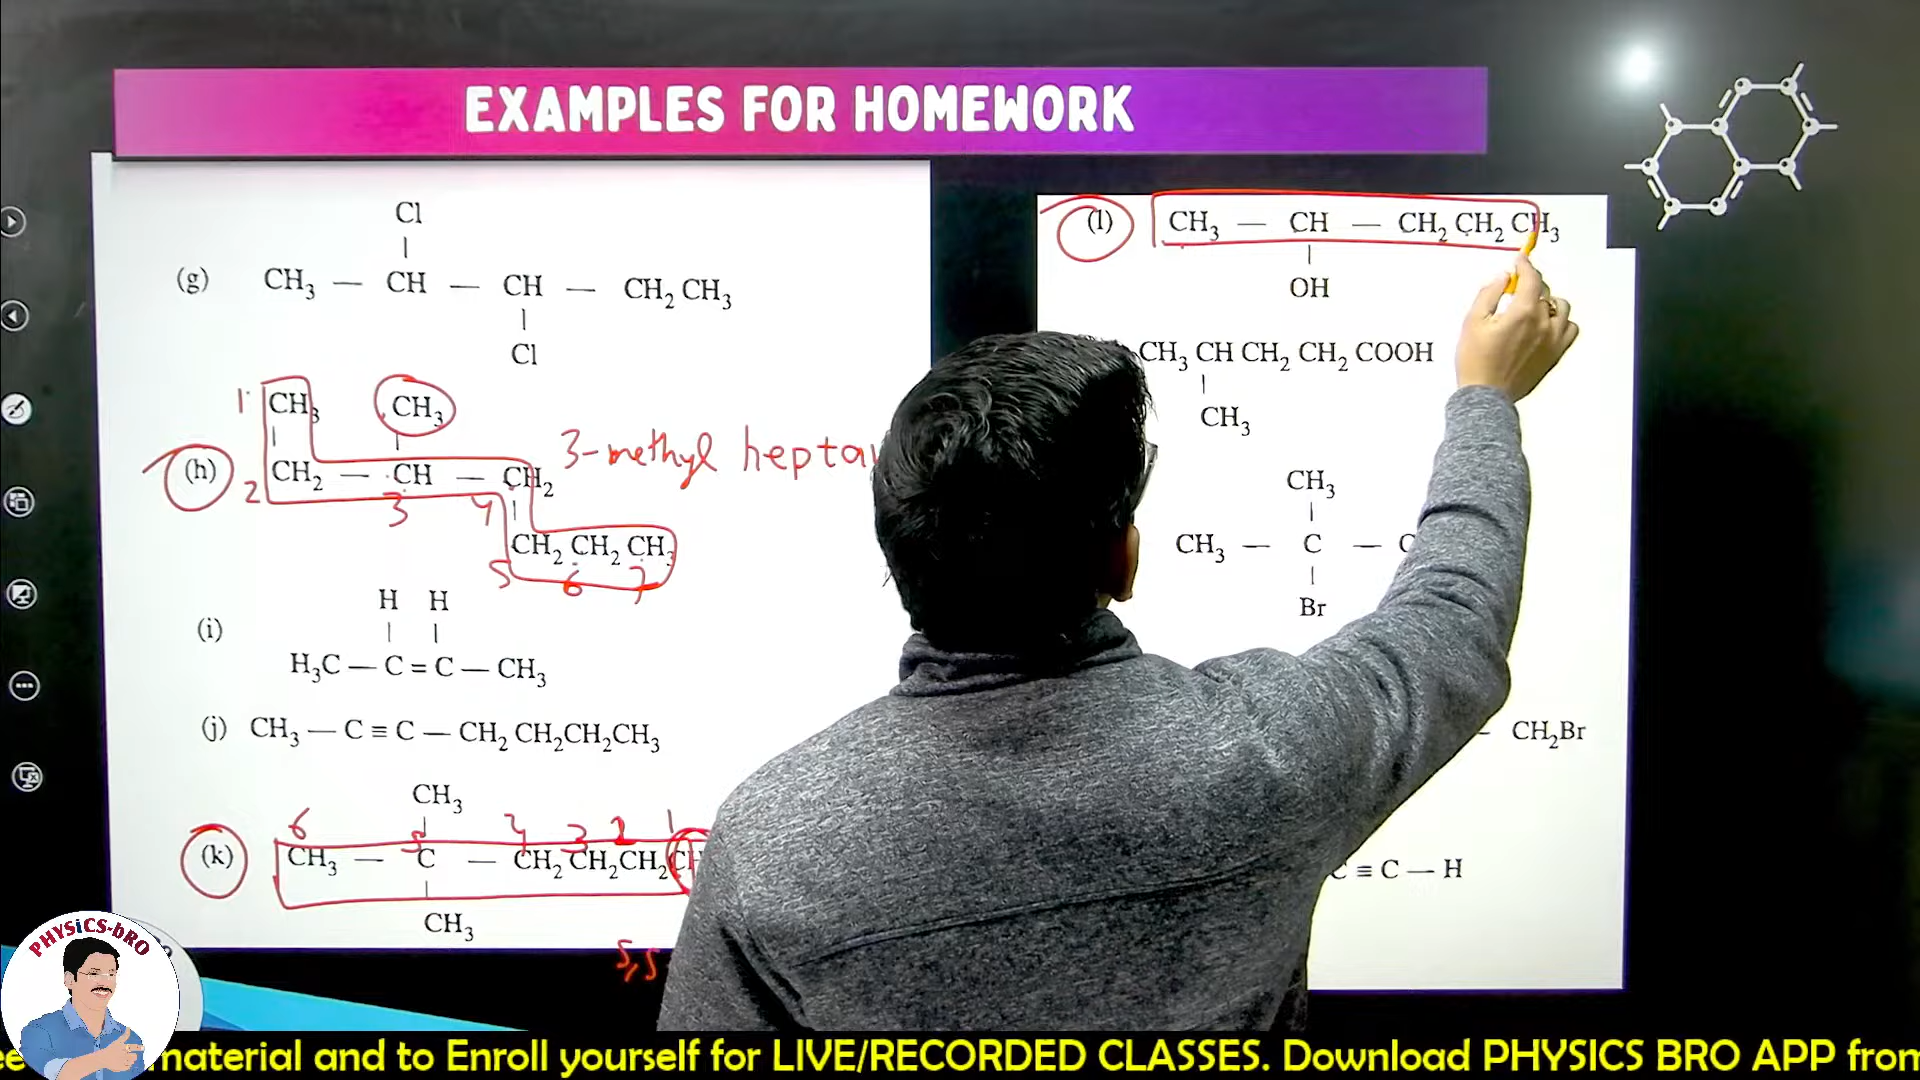 EXAMPLES FOR HOMEWORK
Cl
(g) CH₃ — CH — CH — CH₂ CH₃
Cl
1 CH₃ CH₃
(h) CH₂ — CH — CH₂ 3-methyl
2 3 4
CH₂ CH₂ CH₃
5 6 7
H H
(i)
H₃C — C = C — CH₃
(j) CH₃ — C ≡ C — CH₂ CH₂CH₂CH₃
CH₃
6 5 4 3 2 1
(k) CH₃ — C — CH₂ CH₂CH₂
CH₃
5,5
(l) CH₃ — CH — CH₂ CH₂ CH₃
OH
CH₃ CH CH₂ CH₂ COOH
CH₃
CH₃
CH₃ — C —
Br
CH₂Br
C ≡ C — H
PHYSiCS-bRO
material and to Enroll yourself for LIVE/RECORDED CLASSES. Download PHYSICS BRO APP from